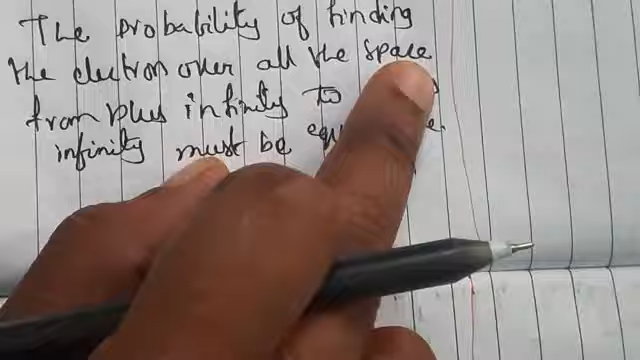 The probability of finding
the electron over all the space
from plus infinity to
infinity must be